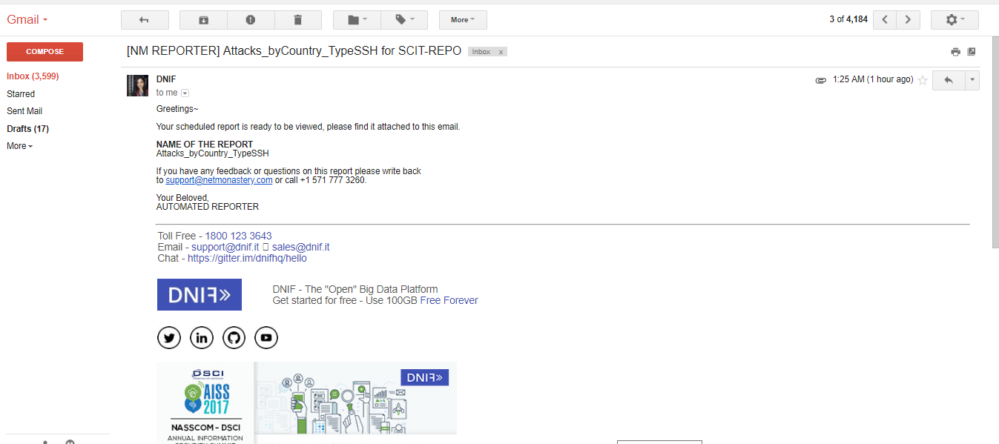 Gmail
More
3 of 4,184
COMPOSE
[NM REPORTER] Attacks_byCountry_TypeSSH for SCIT-REPO
Inbox x
Inbox (3,599)
Starred
Sent Mail
Drafts (17)
More
DNIF
1:25 AM (1 hour ago)
to me
Greetings~
Your scheduled report is ready to be viewed, please find it attached to this email.
NAME OF THE REPORT
Attacks_byCountry_TypeSSH
If you have any feedback or questions on this report please write back
to support@netmonastery.com or call +1 571 777 3260.
Your Beloved,
AUTOMATED REPORTER
Toll Free - 1800 123 3643
Email - support@dnif.it  sales@dnif.it
Chat - https://gitter.im/dnifhq/hello
DNIF»
DNIF - The "Open" Big Data Platform
Get started for free - Use 100GB Free Forever
in
DSCI
DNIF»
AISS
2017
NASSCOM - DSCI
ANNUAL INFORMATION